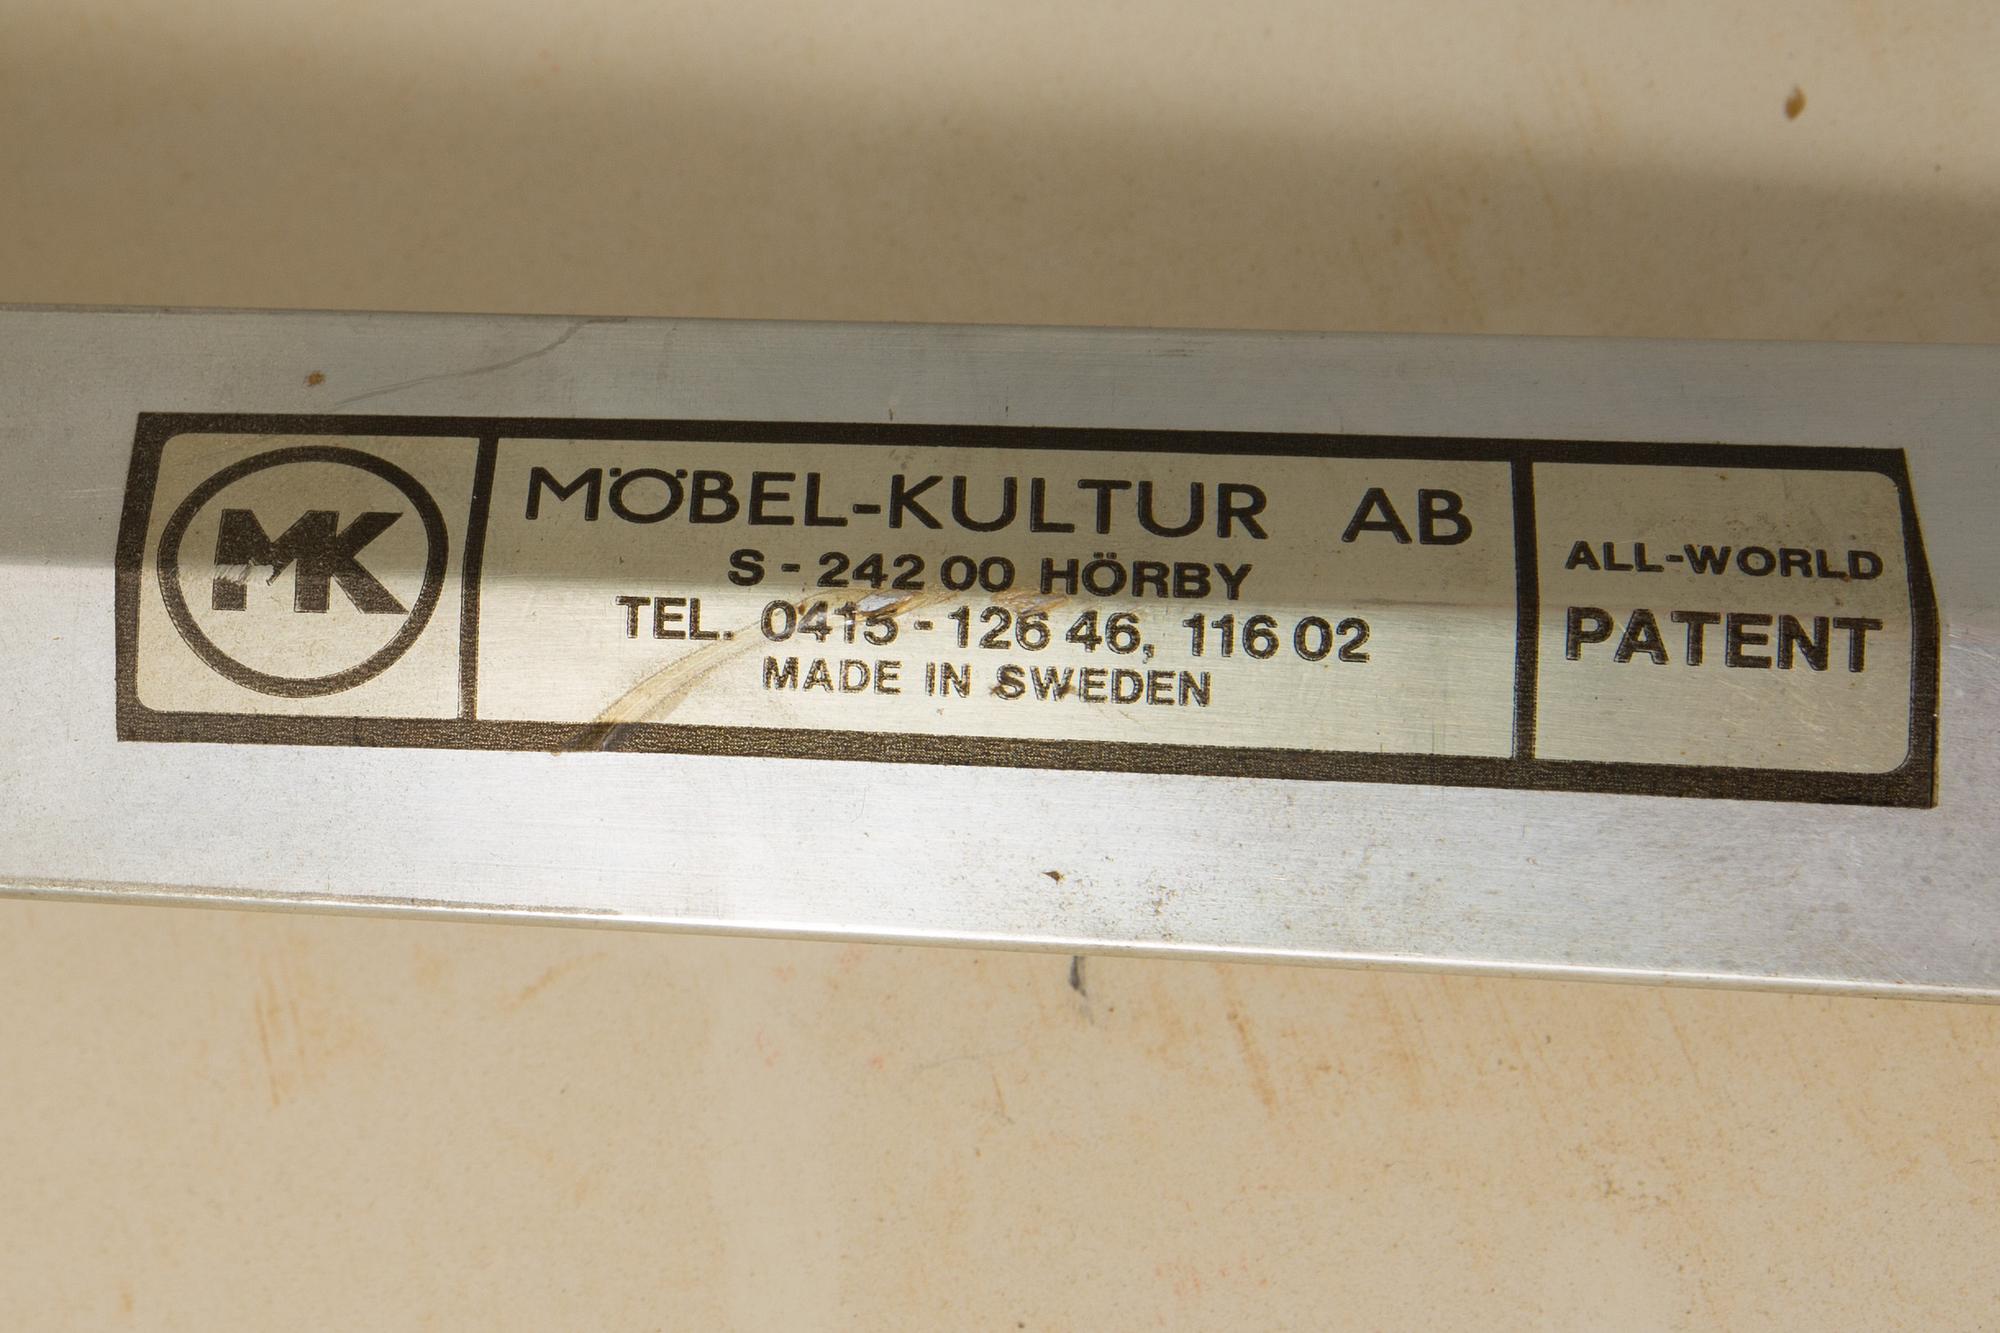 MK
MÖBEL-KULTUR AB
S - 242 00 HÖRBY
TEL. 0415 - 126 46, 116 02
MADE IN SWEDEN
ALL-WORLD
PATENT